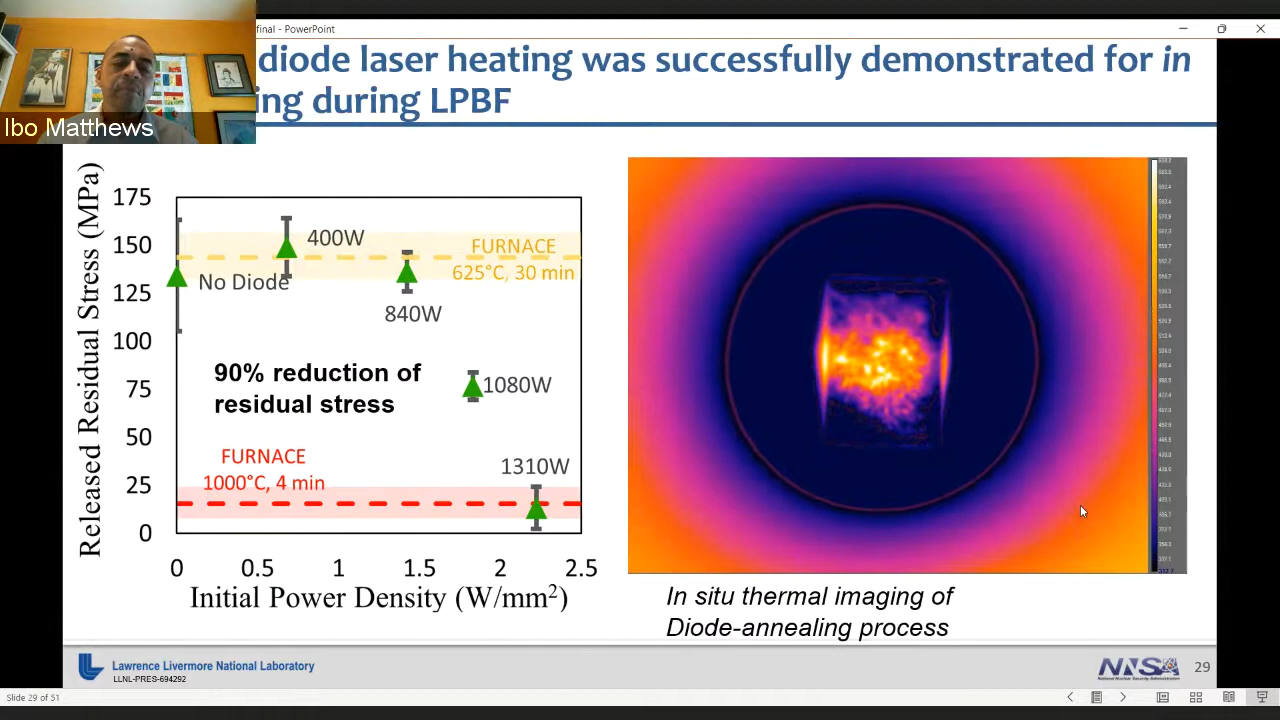 final - PowerPoint
diode laser heating was successfully demonstrated for in
ing during LPBF
Ibo Matthews
Released Residual Stress (MPa)
175
150
125
100
75
50
25
0
No Diode
400W
840W
1080W
1310W
FURNACE
625°C, 30 min
90% reduction of
residual stress
FURNACE
1000°C, 4 min
0 0.5 1 1.5 2 2.5
Initial Power Density (W/mm²)
In situ thermal imaging of
Diode-annealing process
Lawrence Livermore National Laboratory
LLNL-PRES-694292
NNSA
National Nuclear Security Administration
29
Slide 29 of 51